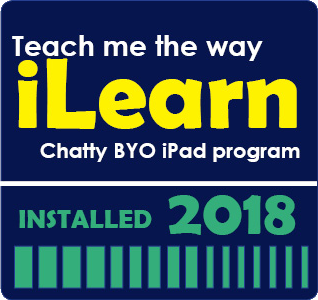 Teach me the way
iLearn
Chatty BYO iPad program
INSTALLED 2018